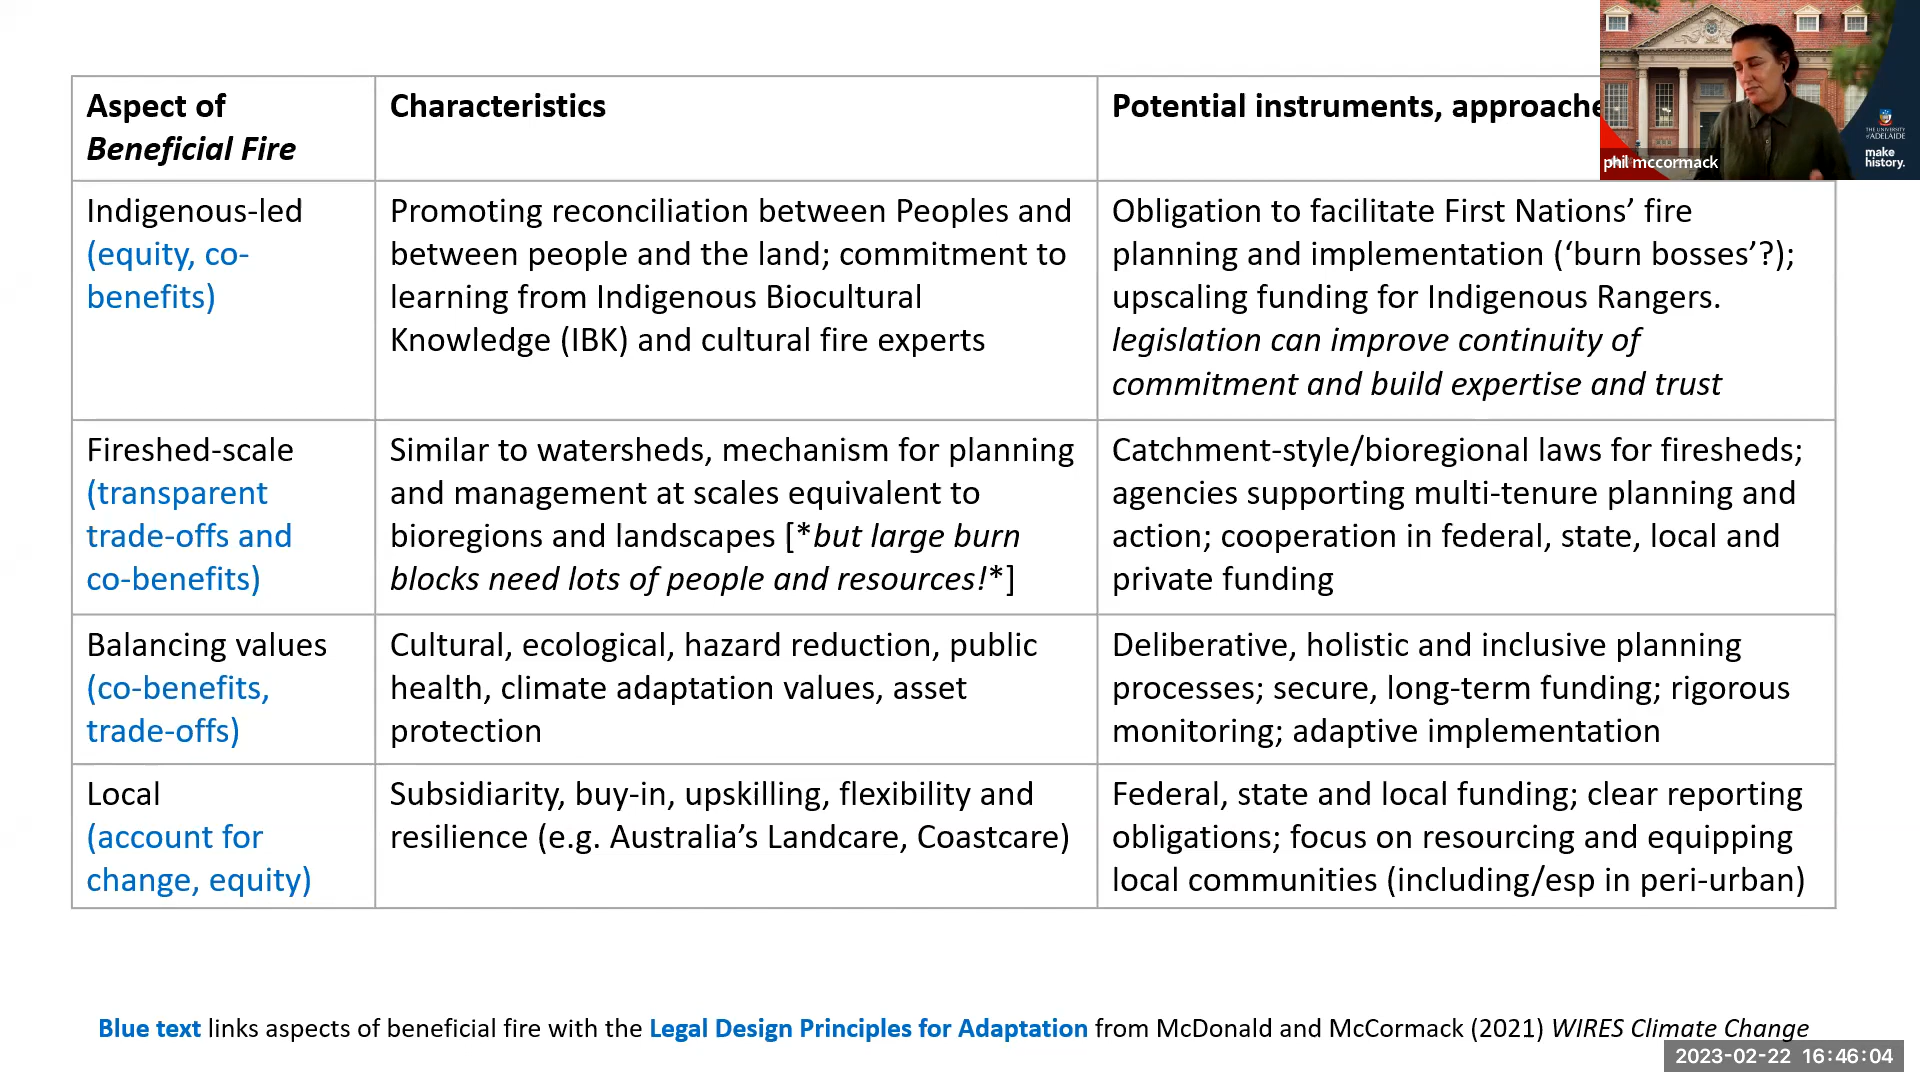 Aspect of
Beneficial Fire
Characteristics
Potential instruments, approache
Indigenous-led
(equity, co-
benefits)
Promoting reconciliation between Peoples and
between people and the land; commitment to
learning from Indigenous Biocultural
Knowledge (IBK) and cultural fire experts
Obligation to facilitate First Nations’ fire
planning and implementation (‘burn bosses’?);
upscaling funding for Indigenous Rangers.
legislation can improve continuity of
commitment and build expertise and trust
Fireshed-scale
(transparent
trade-offs and
co-benefits)
Similar to watersheds, mechanism for planning
and management at scales equivalent to
bioregions and landscapes [*but large burn
blocks need lots of people and resources!*]
Catchment-style/bioregional laws for firesheds;
agencies supporting multi-tenure planning and
action; cooperation in federal, state, local and
private funding
Balancing values
(co-benefits,
trade-offs)
Cultural, ecological, hazard reduction, public
health, climate adaptation values, asset
protection
Deliberative, holistic and inclusive planning
processes; secure, long-term funding; rigorous
monitoring; adaptive implementation
Local
(account for
change, equity)
Subsidiarity, buy-in, upskilling, flexibility and
resilience (e.g. Australia’s Landcare, Coastcare)
Federal, state and local funding; clear reporting
obligations; focus on resourcing and equipping
local communities (including/esp in peri-urban)
Blue text links aspects of beneficial fire with the Legal Design Principles for Adaptation from McDonald and McCormack (2021) WIRES Climate Change
phil mccormack
THE UNIVERSITY
of ADELAIDE
make
history.
2023-02-22 16:46:04